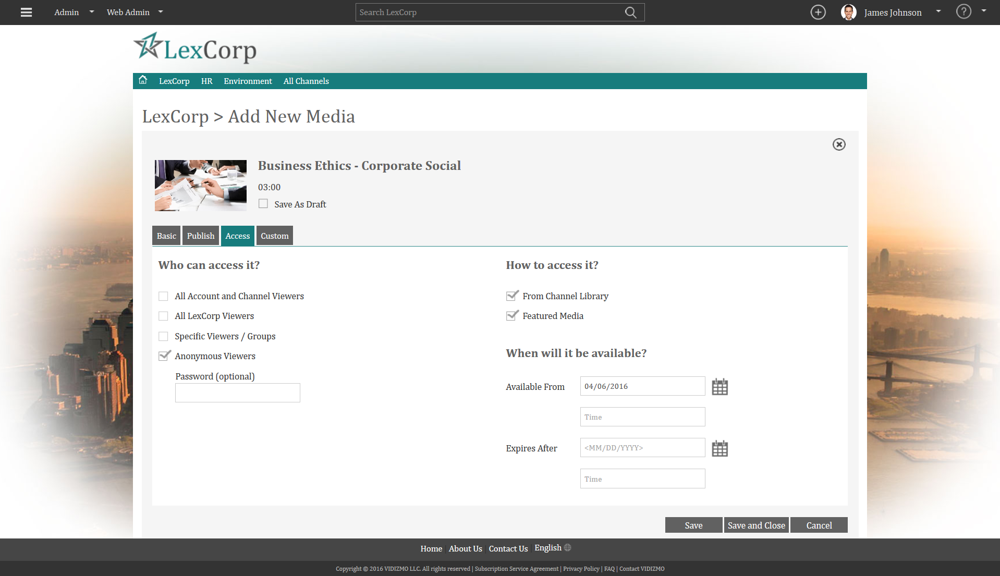 Admin Web Admin Search LexCorp James Johnson ?
LexCorp
LexCorp HR Environment All Channels
LexCorp > Add New Media
Business Ethics - Corporate Social
03:00
Save As Draft
Basic Publish Access Custom
Who can access it?
All Account and Channel Viewers
All LexCorp Viewers
Specific Viewers / Groups
Anonymous Viewers
Password (optional)
How to access it?
From Channel Library
Featured Media
When will it be available?
Available From 04/06/2016
Time
Expires After <MM/DD/YYYY>
Time
Save Save and Close Cancel
Home | About Us | Contact Us | English
Copyright © 2016 VIDIZMO LLC. All rights reserved | Subscription Service Agreement | Privacy Policy | FAQ | Contact VIDIZMO